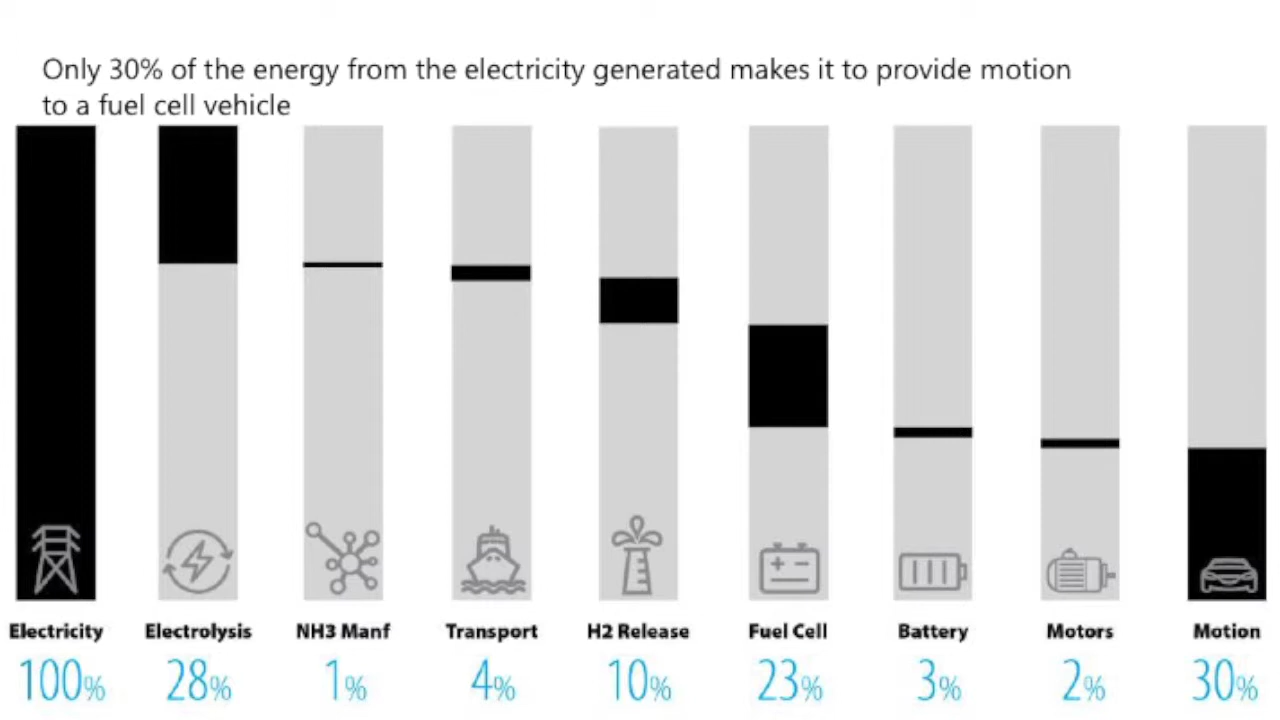 Only 30% of the energy from the electricity generated makes it to provide motion
to a fuel cell vehicle
Electricity Electrolysis NH3 Manf Transport H2 Release Fuel Cell Battery Motors Motion
100% 28% 1% 4% 10% 23% 3% 2% 30%